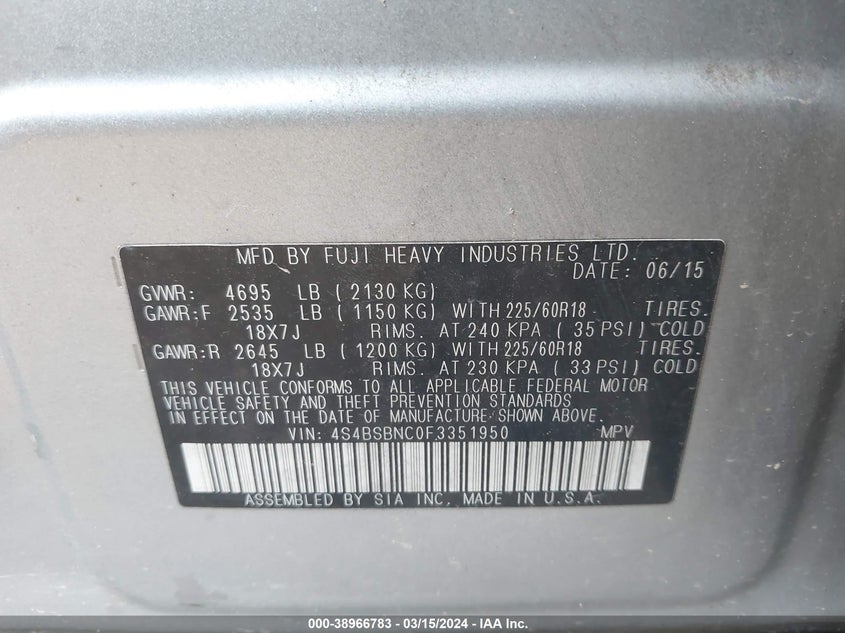 MFD BY FUJI HEAVY INDUSTRIES LTD.
DATE: 06/15
GVWR: 4695 LB ( 2130 KG)
GAWR:F 2535 LB ( 1150 KG) WITH 225/60R18 TIRES.
18X7J RIMS. AT 240 KPA ( 35 PSI) COLD
GAWR:R 2645 LB ( 1200 KG) WITH 225/60R18 TIRES.
18X7J RIMS. AT 230 KPA ( 33 PSI) COLD
THIS VEHICLE CONFORMS TO ALL APPLICABLE FEDERAL MOTOR
VEHICLE SAFETY AND THEFT PREVENTION STANDARDS
IN EFFECT ON THE DATE OF MANUFACTURE SHOWN ABOVE.
VIN: 4S4BSBNC0F3351950 MPV
ASSEMBLED BY SIA INC, MADE IN U.S.A.
000-38966783 - 03/15/2024 - IAA Inc.